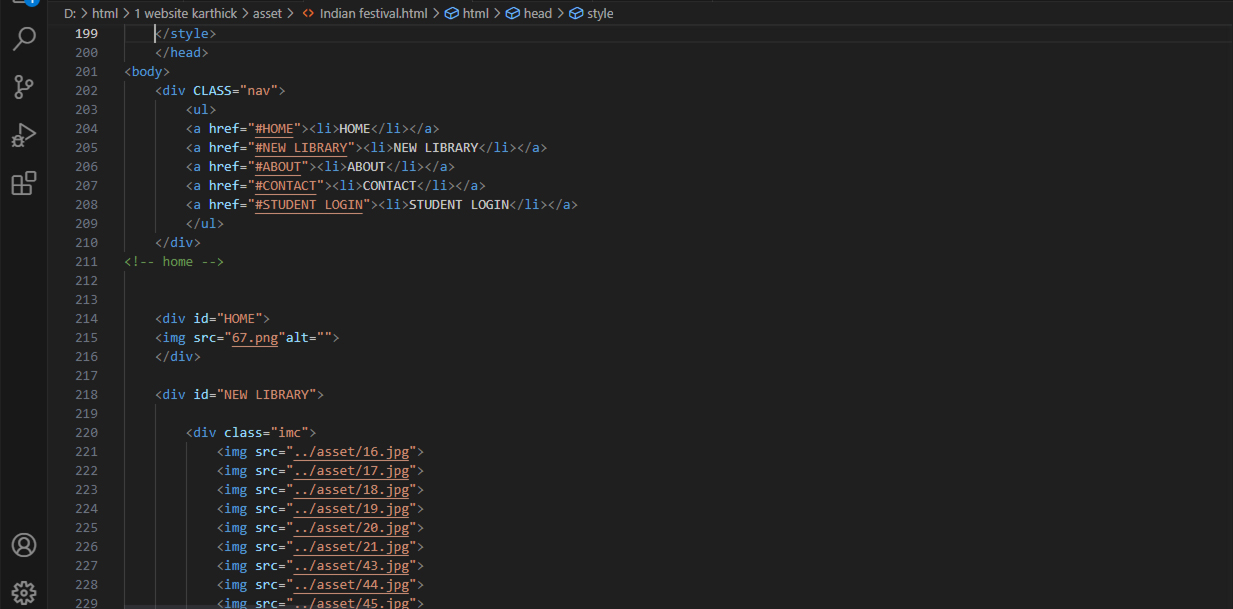 D: > html > 1 website karthick > asset > <> Indian festival.html > html > head > style
199 </style>
200 </head>
201 <body>
202 <div CLASS="nav">
203 <ul>
204 <a href="#HOME"><li>HOME</li></a>
205 <a href="#NEW LIBRARY"><li>NEW LIBRARY</li></a>
206 <a href="#ABOUT"><li>ABOUT</li></a>
207 <a href="#CONTACT"><li>CONTACT</li></a>
208 <a href="#STUDENT LOGIN"><li>STUDENT LOGIN</li></a>
209 </ul>
210 </div>
211 <!-- home -->
212
213
214 <div id="HOME">
215 <img src="67.png"alt="">
216 </div>
217
218 <div id="NEW LIBRARY">
219
220 <div class="imc">
221 <img src="../asset/16.jpg">
222 <img src="../asset/17.jpg">
223 <img src="../asset/18.jpg">
224 <img src="../asset/19.jpg">
225 <img src="../asset/20.jpg">
226 <img src="../asset/21.jpg">
227 <img src="../asset/43.jpg">
228 <img src="../asset/44.jpg">
229 <img src="../asset/45.jpg">